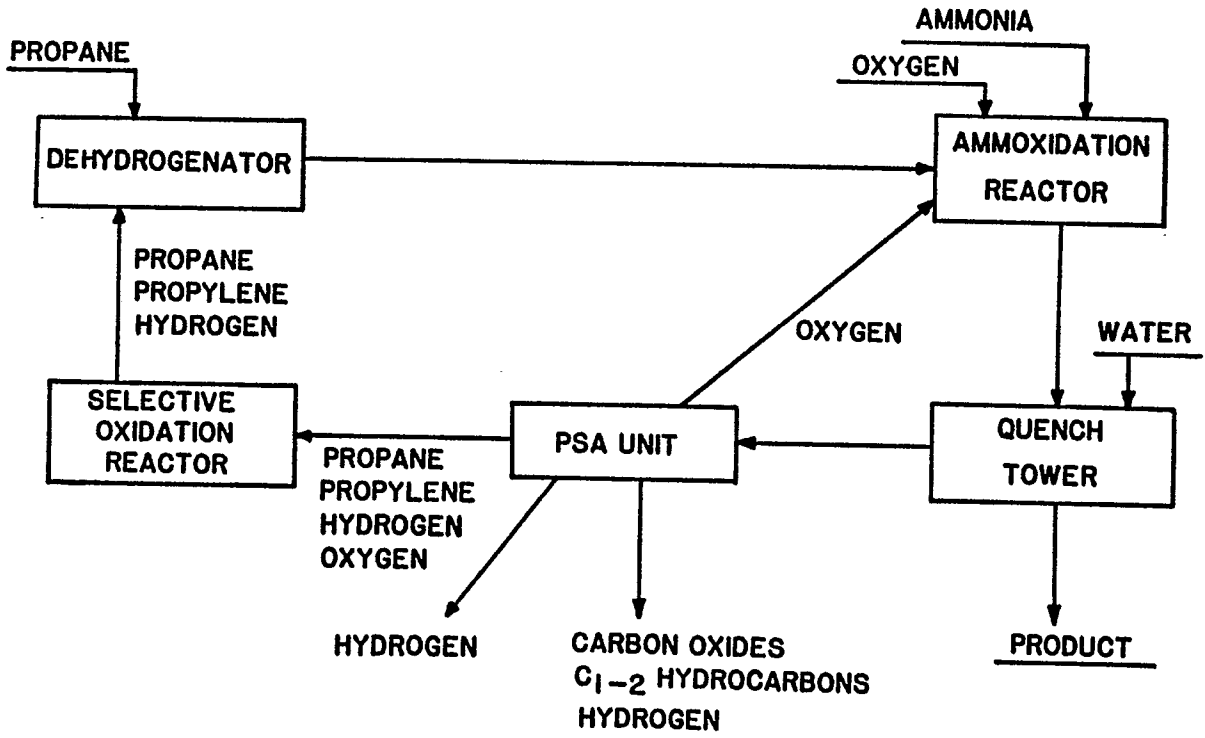 AMMONIA
PROPANE
OXYGEN
DEHYDROGENATOR
AMMOXIDATION
REACTOR
PROPANE
PROPYLENE
HYDROGEN
OXYGEN
WATER
SELECTIVE
OXIDATION
REACTOR
PSA UNIT
QUENCH
TOWER
PROPANE
PROPYLENE
HYDROGEN
OXYGEN
HYDROGEN
CARBON OXIDES
C1-2 HYDROCARBONS
HYDROGEN
PRODUCT